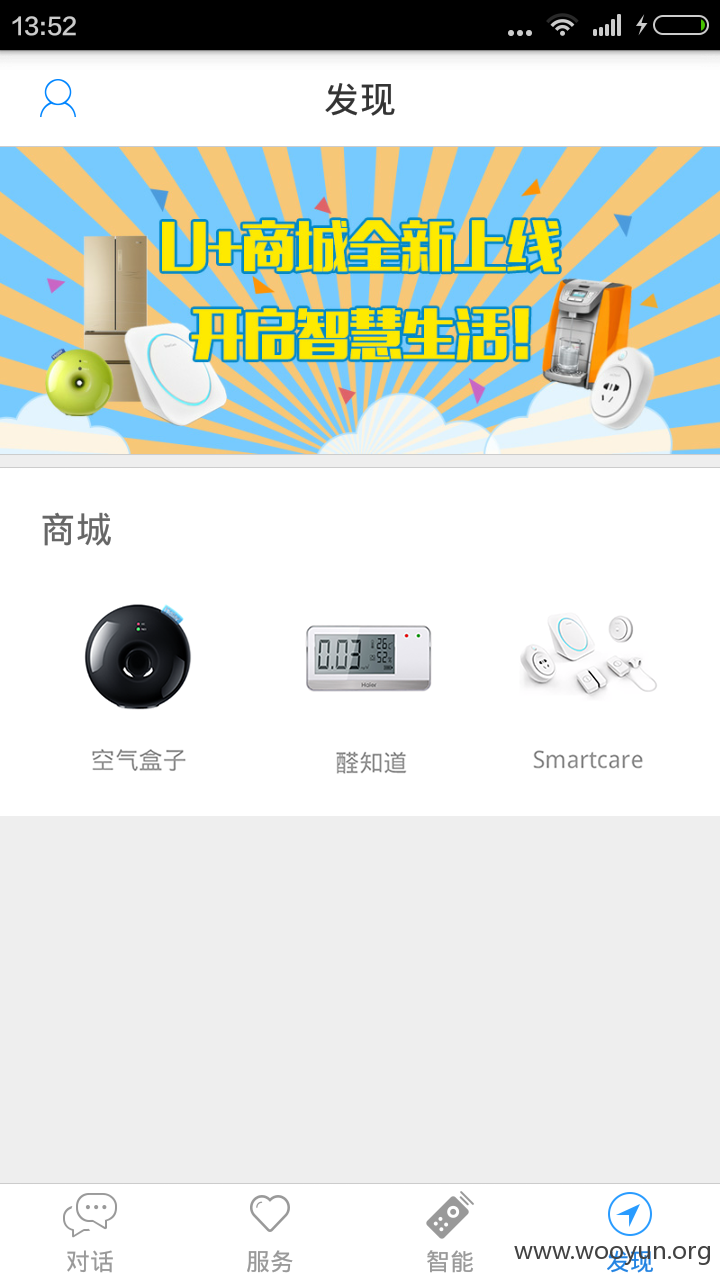 13:52
发现
U+商城全新上线
开启智慧生活!
商城
0.03
26℃
52%
Haier
空气盒子
醛知道
Smartcare
对话
服务
智能
发现
www.wooyun.org